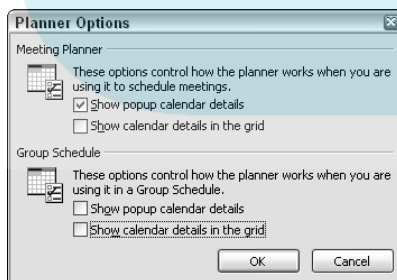 Planner Options
Meeting Planner
These options control how the planner works when you are
using it to schedule meetings.
Show popup calendar details
Show calendar details in the grid
Group Schedule
These options control how the planner works when you are
using it in a Group Schedule.
Show popup calendar details
Show calendar details in the grid
OK Cancel